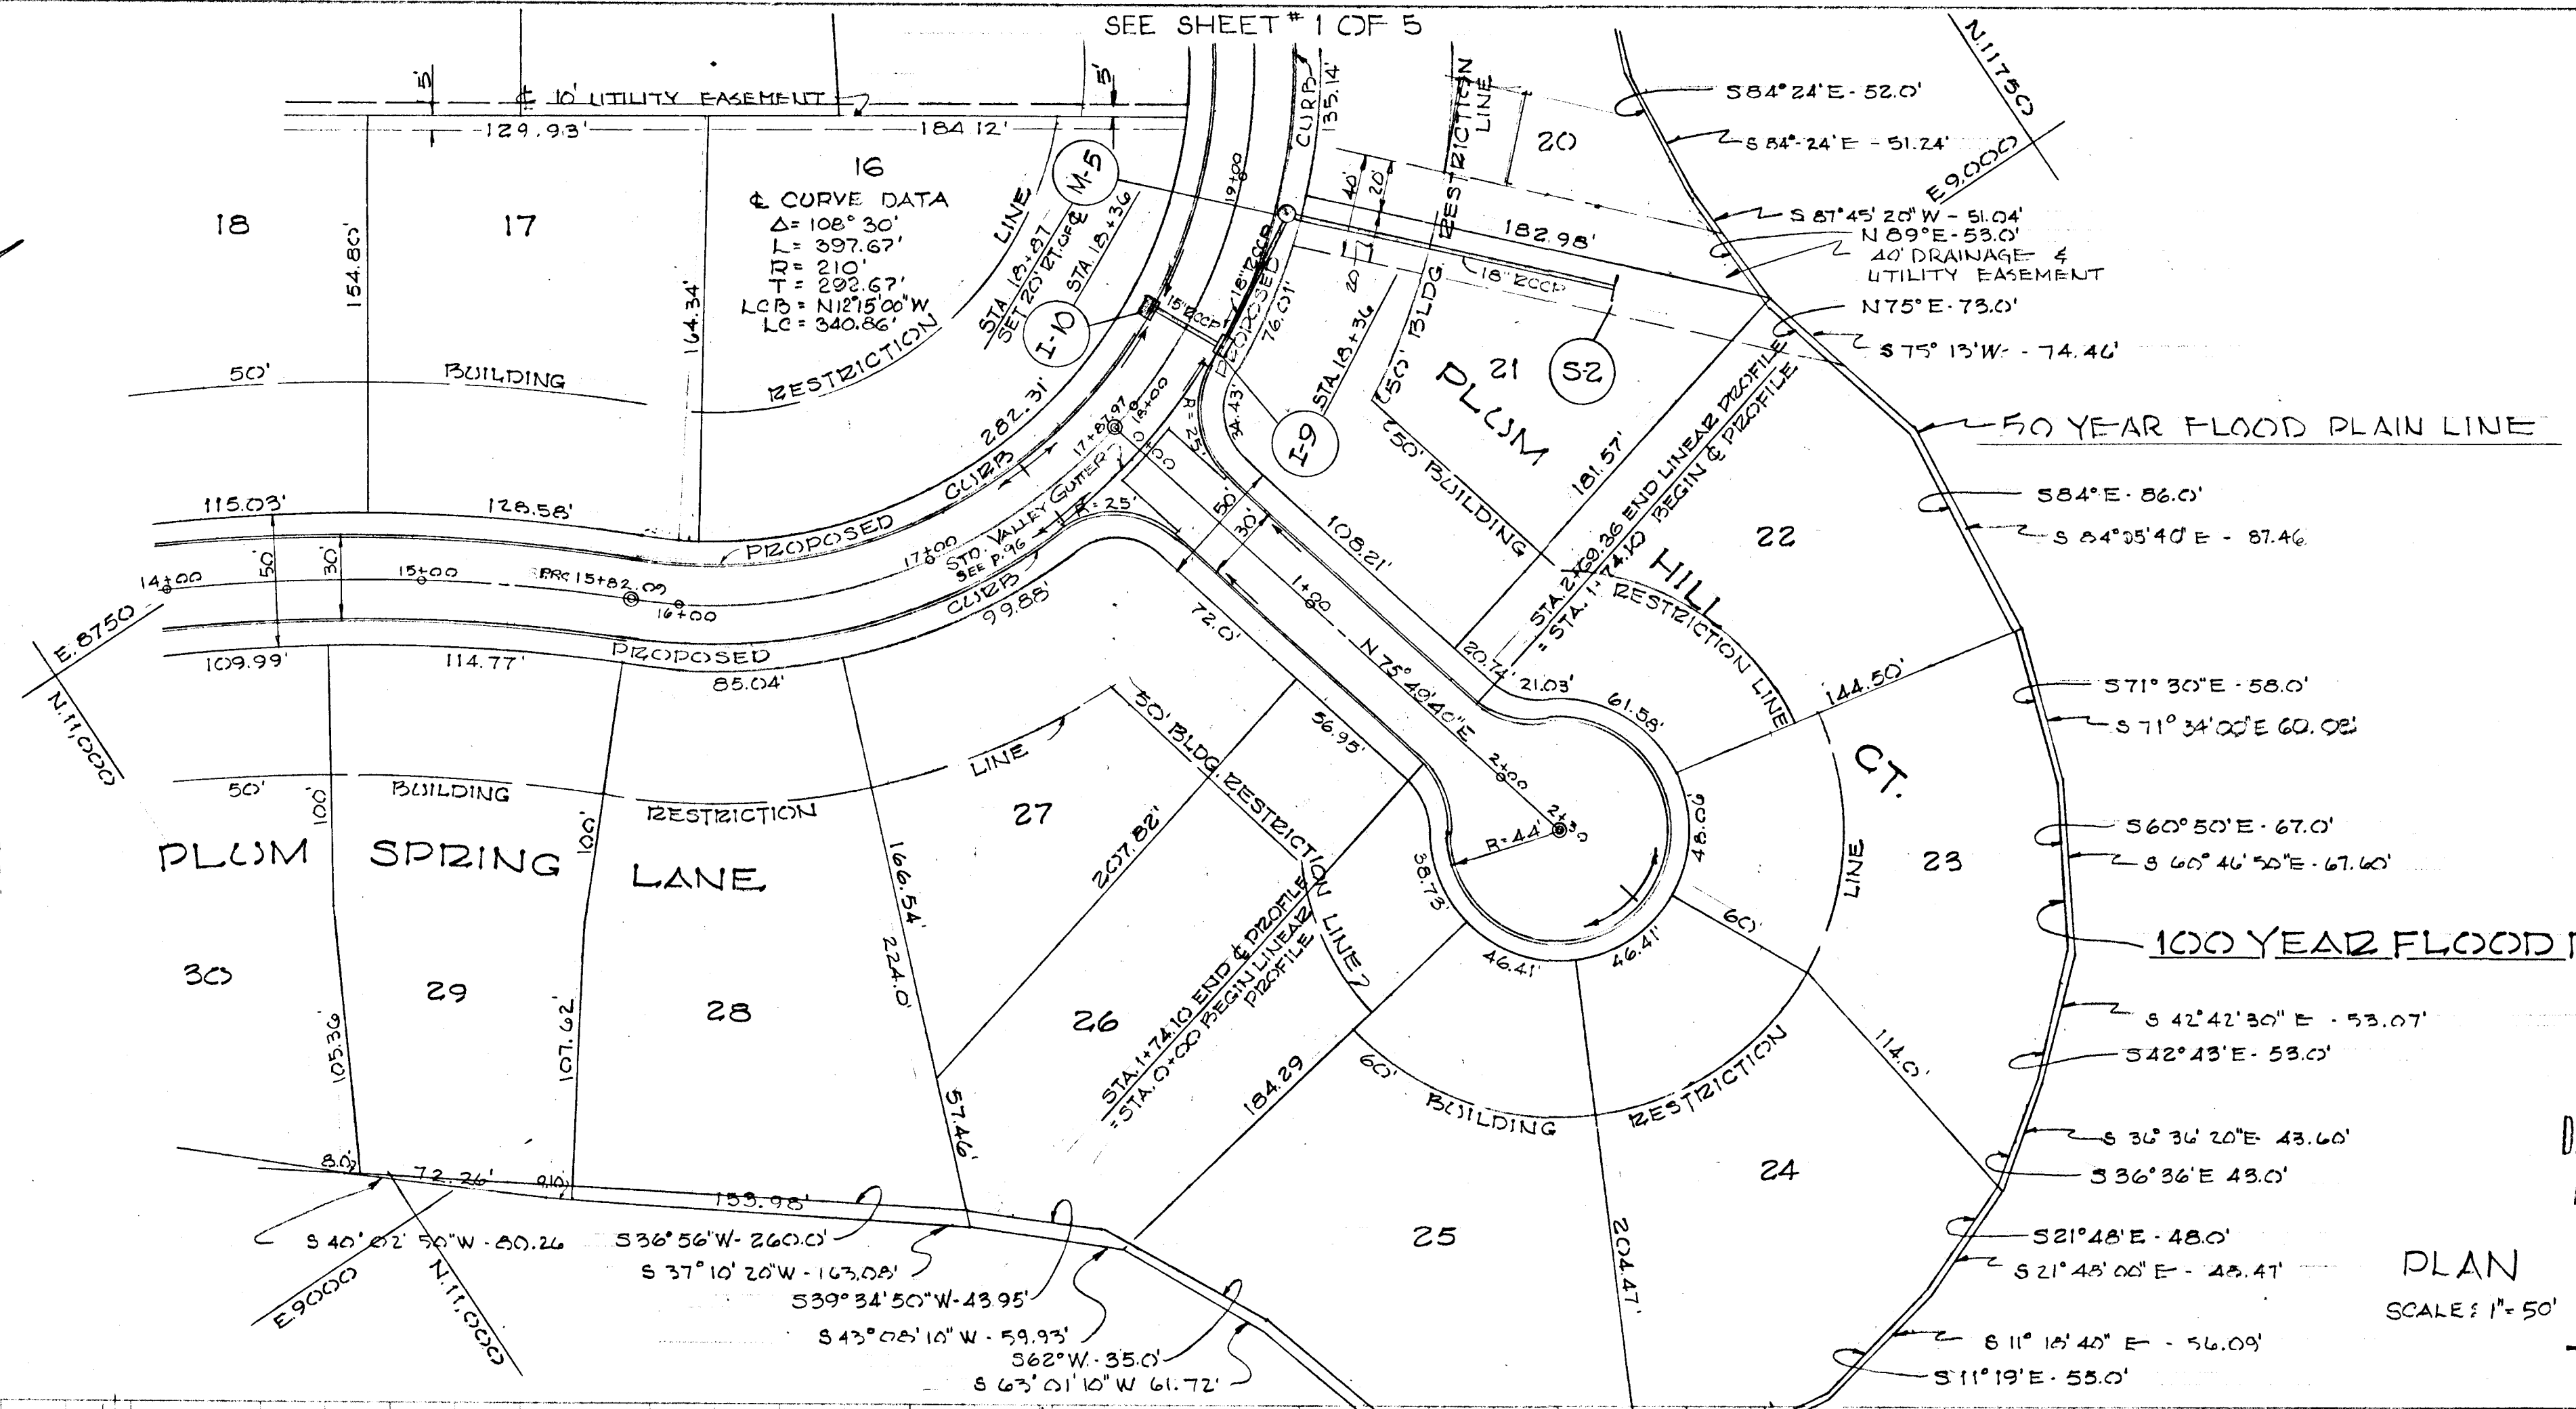 SEE SHEET # 1 OF 5
5'
℄ 10' UTILITY EASEMENT
5'
129.93'
184.12'
CURB
135.14'
RESTRICTION
LINE
20
S84°24'E - 52.0'
S 84°-24'E - 51.24'
N.11750
E 9,000
S 87°45'20"W - 51.04'
N 89°E - 53.0'
40' DRAINAGE &
UTILITY EASEMENT
N75°E - 73.0'
S 75° 13'W - 74.46'
50 YEAR FLOOD PLAIN LINE
S84°E - 86.0'
S 84°05'40"E - 87.46
S71°30"E - 58.0'
S 71°34'00"E 60.08'
S60°50'E - 67.0'
S 60°46'50"E - 67.60'
100 YEAR FLOOD
S 42°42'30"E - 53.07'
S42°43'E - 53.0'
S 36°36'20"E - 43.60'
S 36°36'E 43.0'
S21°48'E - 48.0'
S 21°48'00"E - 48.47'
S 11°18'40"E - 56.09'
S11°19'E - 55.0'
PLAN
SCALE: 1"= 50'
18
17
16
℄ CURVE DATA
Δ= 108°30'
L= 397.67'
R= 210'
T= 292.67'
LCB= N12°15'00"W
LC= 340.86'
154.80'
164.34'
50'
BUILDING
RESTRICTION
LINE
M-5
STA. 18+87
SET 20' RT. OF ℄
STA. 18+36
I-10
15" RCCP
18" RCCP
PROPOSED
76.01'
19+00
40'
20'
20
182.98'
18" RCCP
50' BLDG. RESTRICTION
STA. 18+36
I-9
S-2
21
PLUM
HILL
CT.
50' BUILDING
RESTRICTION LINE
181.57'
STA. 2+69.36 END LINEAR PROFILE
= STA. 1+74.10 BEGIN ℄ PROFILE
22
144.50'
115.03'
128.58'
PROPOSED
CURB
282.31'
17+87.97
18+00
0+00
R=25'
34.43'
STD. VALLEY GUTTER
SEE P. 96
R=25'
50'
30'
108.21'
14+00
50'
30'
15+00
PRC 15+82.09
16+00
17+00
CURB
99.88'
PROPOSED
72.0'
1+00
N 75°49'40"E
20.74'
21.03'
61.58'
2+00
2+30
R=44'
48.06'
38.73'
46.41'
46.41'
60'
E.8750
N.11,000
109.99'
114.77'
85.04'
50'
BUILDING
RESTRICTION
LINE
100'
100'
PLUM SPRING LANE
27
166.54'
224.0'
207.82'
56.95'
50' BLDG. RESTRICTION LINE
STA. 1+74.10 END ℄ PROFILE
= STA. 0+00 BEGIN LINEAR
PROFILE
LINE
23
30
29
28
26
105.36'
107.62'
57.46'
184.29
60'
BUILDING
RESTRICTION
114.0'
24
25
204.47'
8.0'
72.26'
9.10'
153.98'
S 40°02'50"W - 80.26
S36°56'W - 260.0'
S 37°10'20"W - 163.08'
S39°34'50"W - 43.95'
S 43°08'10"W - 59.93'
S62°W - 35.0'
S 63°01'10"W 61.72'
E.9000
N.11,000